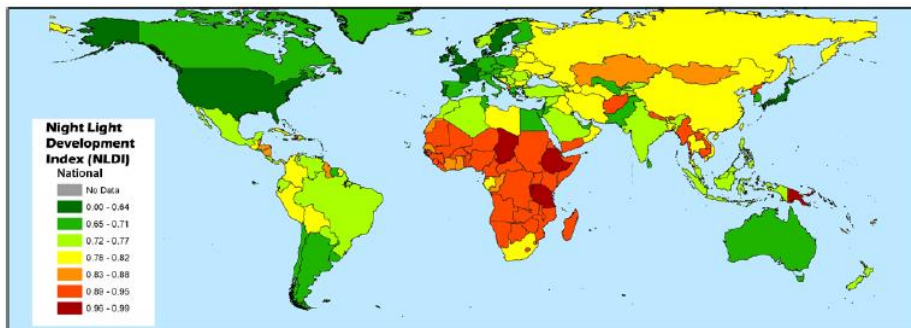 Night Light
Development
Index (NLDI)
National
No Data
0.00 - 0.64
0.65 - 0.71
0.72 - 0.77
0.78 - 0.82
0.83 - 0.88
0.89 - 0.95
0.96 - 0.99